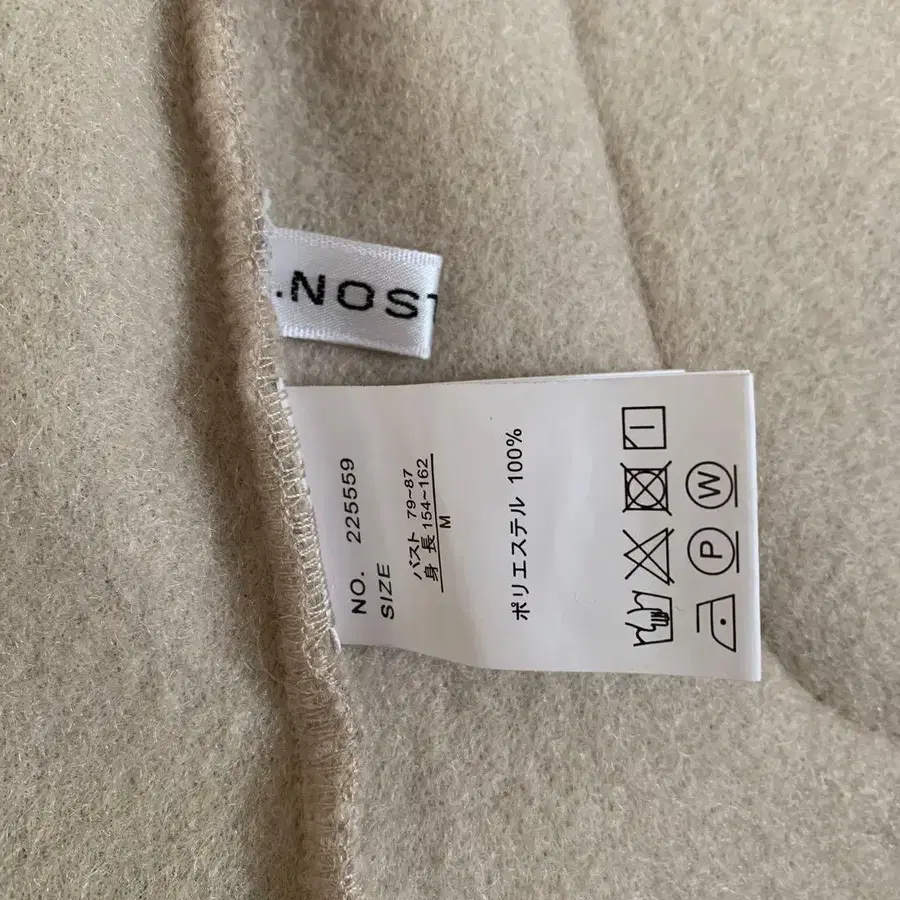 .NOST
NO. 225559
SIZE
バスト 79~87
身 長 154~162
M
ポリエステル 100%
P W